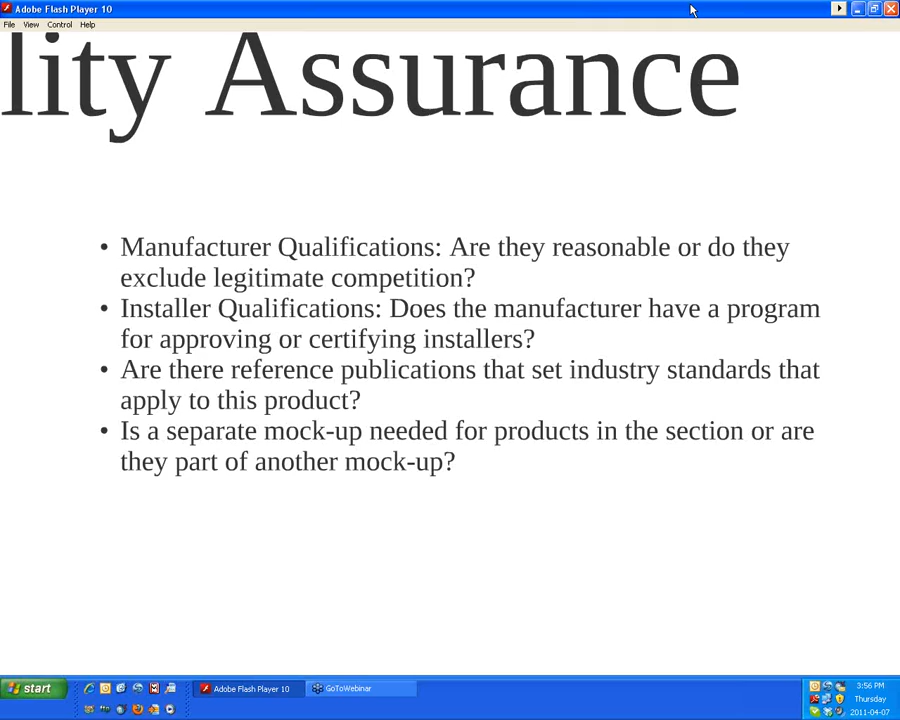 Adobe Flash Player 10
File View Control Help
lity Assurance
• Manufacturer Qualifications: Are they reasonable or do they
exclude legitimate competition?
• Installer Qualifications: Does the manufacturer have a program
for approving or certifying installers?
• Are there reference publications that set industry standards that
apply to this product?
• Is a separate mock-up needed for products in the section or are
they part of another mock-up?
start Adobe Flash Player 10 GoToWebinar 3:56 PM
Thursday
2011-04-07